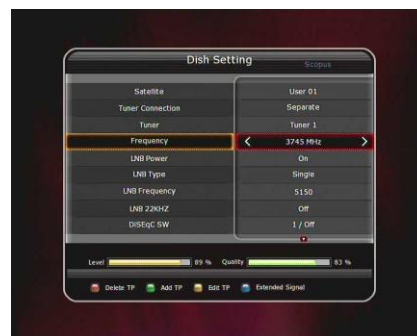 Dish Setting
Scopus
Satellite User 01
Tuner Connection Separate
Tuner Tuner 1
Frequency 3745 MHz
LNB Power On
LNB Type Single
LNB Frequency 5150
LNB 22KHZ Off
DiSEqC SW 1 / Off
Level 89 % Quality 83 %
Delete TP Add TP Edit TP Extended Signal